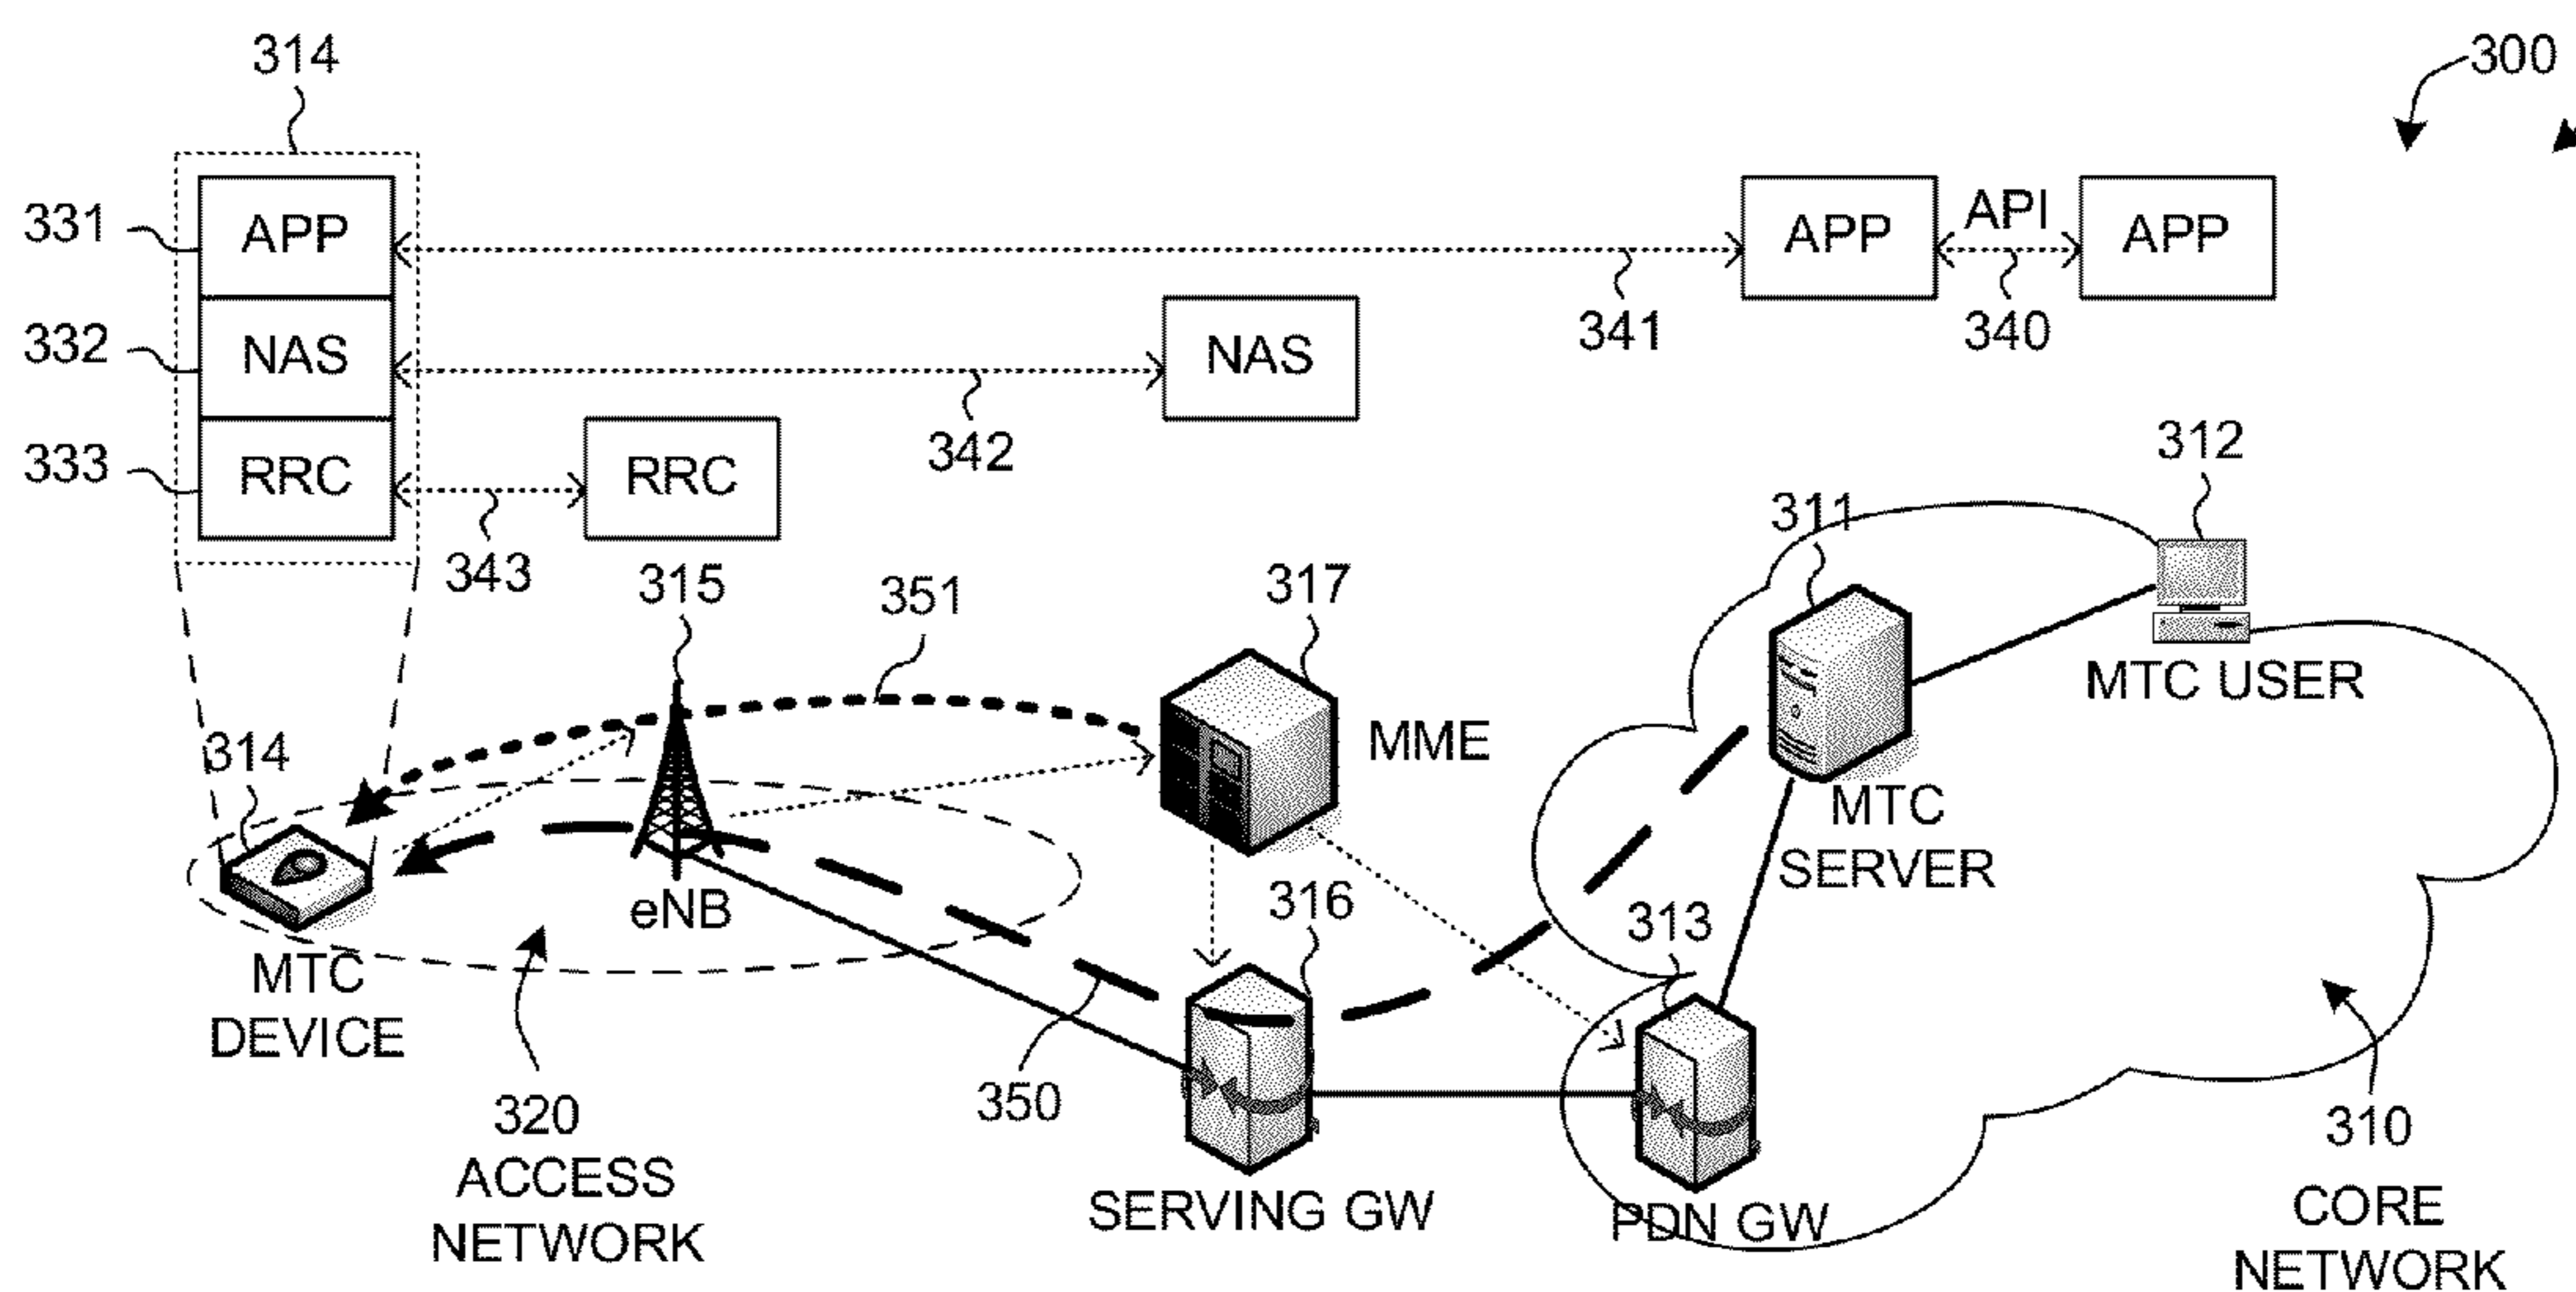 314
300
331
APP
APP
API
APP
341
340
332
NAS
NAS
342
333
RRC
RRC
343
312
311
315
351
317
MTC USER
MME
314
MTC
SERVER
eNB
316
313
MTC
DEVICE
350
320
310
ACCESS
NETWORK
SERVING GW
PDN GW
CORE
NETWORK